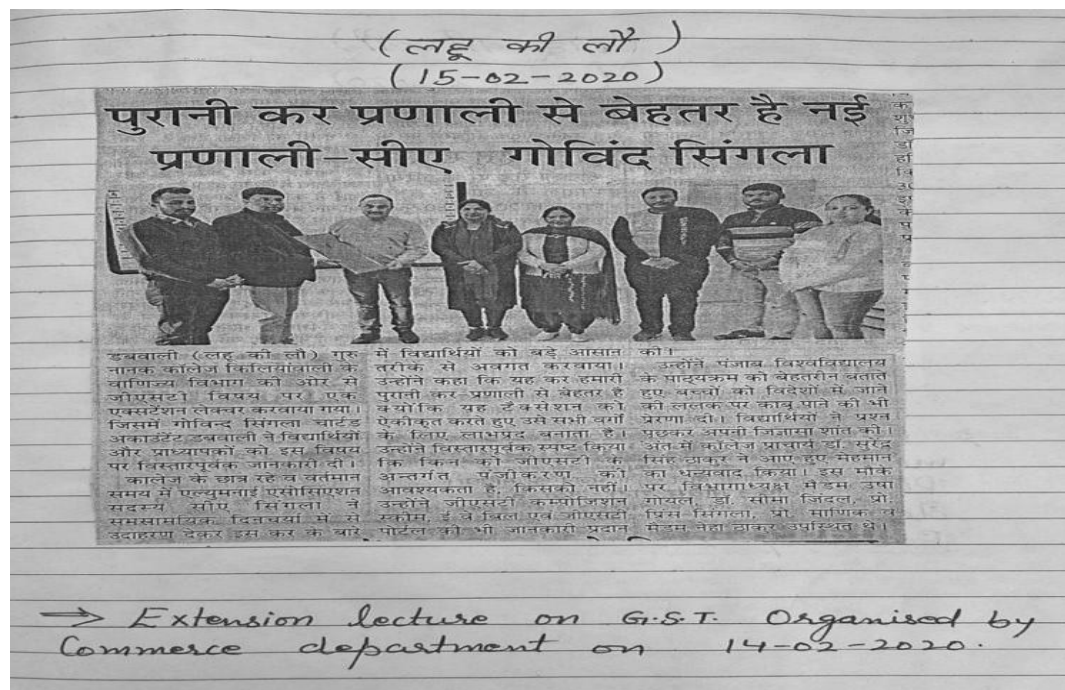 (लहू की लौ)
(15-02-2020)
पुरानी कर प्रणाली से बेहतर है नई
प्रणाली-सीए गोविंद सिंगला
डबवाली (लहू की लौ) गुरु
नानक कॉलेज किलियांवाली के
वाणिज्य विभाग की ओर से
जीएसटी विषय पर एक
एक्सटेंशन लेक्चर करवाया गया।
जिसमें गोविन्द सिंगला चार्टड
अकाउंटेंट डबवाली ने विद्यार्थियों
और प्राध्यापकों को इस विषय
पर विस्तारपूर्वक जानकारी दी।
कालेज के छात्र रहे व वर्तमान
समय में एल्युमनाई एसोसिएशन
सदस्य सीए सिंगला ने
समसामयिक दिनचर्या में से
उदाहरण देकर इस कर के बारे
में विद्यार्थियों को बड़े आसान
तरीके से अवगत करवाया।
उन्होंने कहा कि यह कर हमारी
पुरानी कर प्रणाली से बेहतर है
क्योंकि यह टैक्सेशन को
एकीकृत करते हुए उसे सभी वर्गों
के लिए लाभप्रद बनाता है।
उन्होंने विस्तारपूर्वक स्पष्ट किया
कि किन को जीएसटी के
अन्तर्गत पंजीकरण की
आवश्यकता है, किसको नहीं।
उन्होंने जीएसटी कम्पोजिशन
स्कीम, ई वे बिल एवं जीएसटी
पोर्टल की भी जानकारी प्रदान
की।
उन्होंने पंजाब विश्वविद्यालय
के पाठ्यक्रम को बेहतरीन बताते
हुए बच्चों को विदेशों में जाने
की ललक पर काबू पाने की भी
प्रेरणा दी। विद्यार्थियों ने प्रश्न
पूछकर अपनी जिज्ञासा शांत की।
अंत में कॉलेज प्राचार्य डॉ. सुरेंद्र
सिंह ठाकुर ने आए हुए मेहमान
का धन्यवाद किया। इस मौके
पर विभागाध्यक्ष मैडम उषा
गोयल, डॉ. सीमा जिंदल, प्रो.
प्रिंस सिंगला, प्रो. माणिक व
मैडम नेहा ठाकर उपस्थित थे।
→ Extension lecture on G.S.T. Organised by
Commerce department on 14-02-2020.